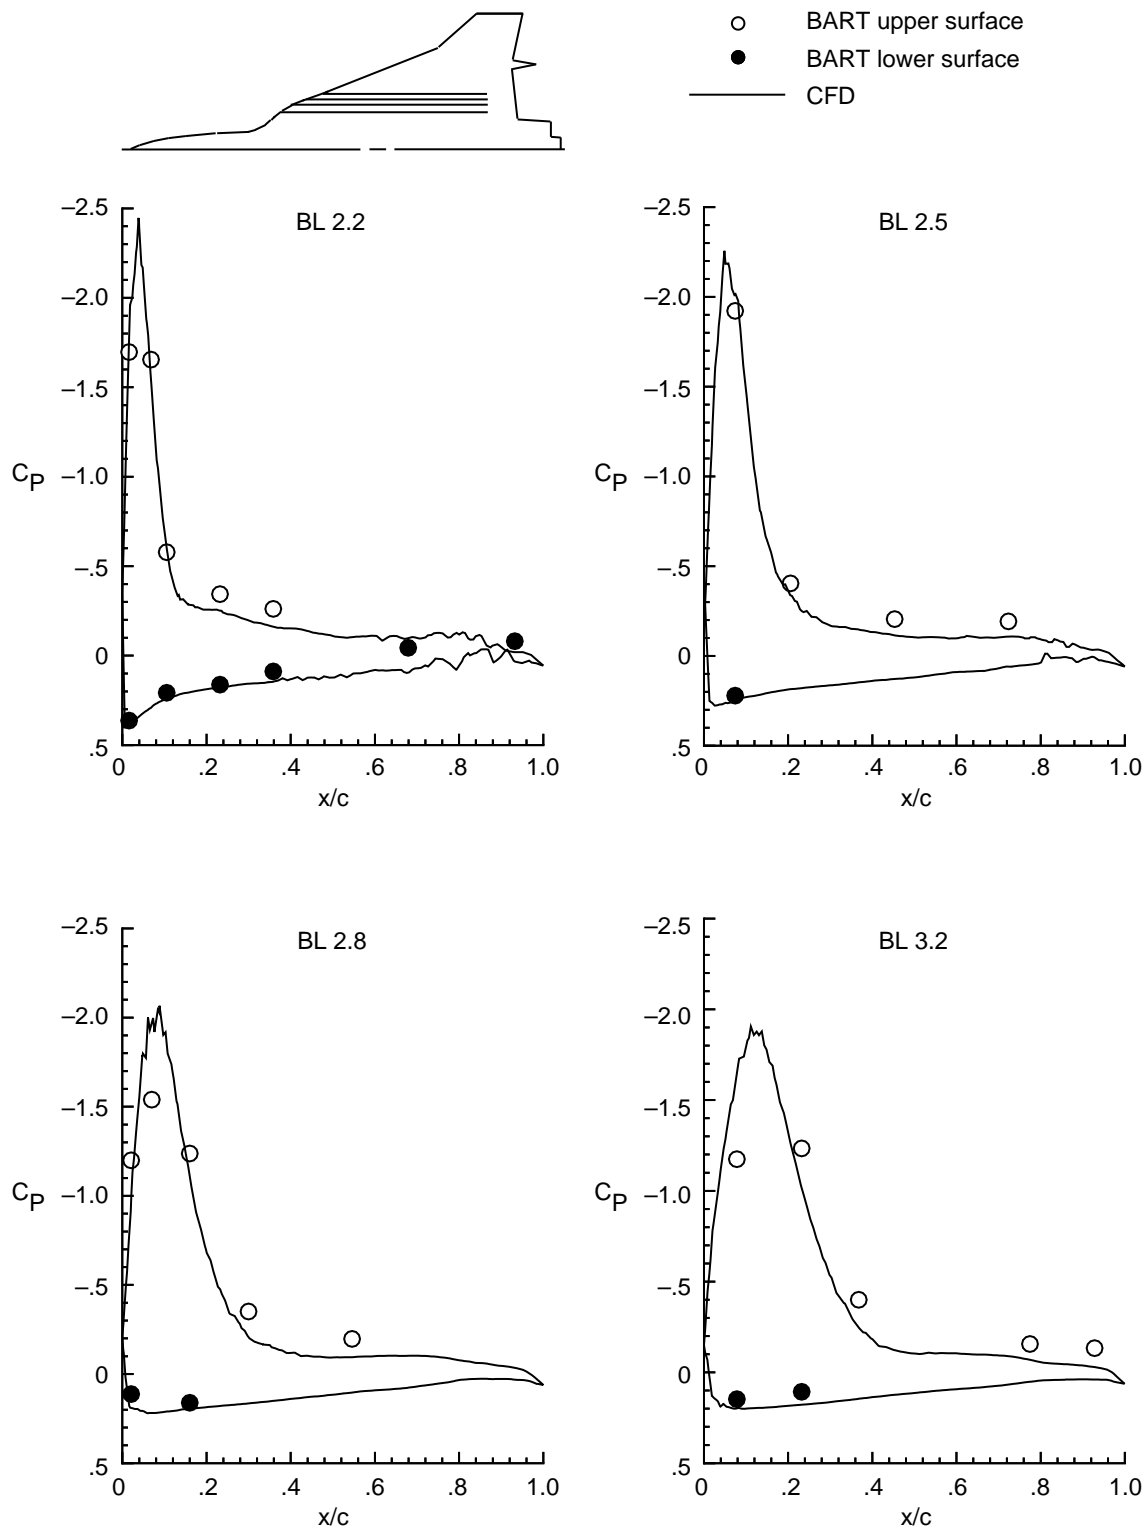 BART upper surface
BART lower surface
CFD
BL 2.2
–2.5
–2.0
–1.5
–1.0
–.5
0
.5
CP
0 .2 .4 .6 .8 1.0
x/c
BL 2.5
–2.5
–2.0
–1.5
–1.0
–.5
0
.5
CP
0 .2 .4 .6 .8 1.0
x/c
BL 2.8
–2.5
–2.0
–1.5
–1.0
–.5
0
.5
CP
0 .2 .4 .6 .8 1.0
x/c
BL 3.2
–2.5
–2.0
–1.5
–1.0
–.5
0
.5
CP
0 .2 .4 .6 .8 1.0
x/c